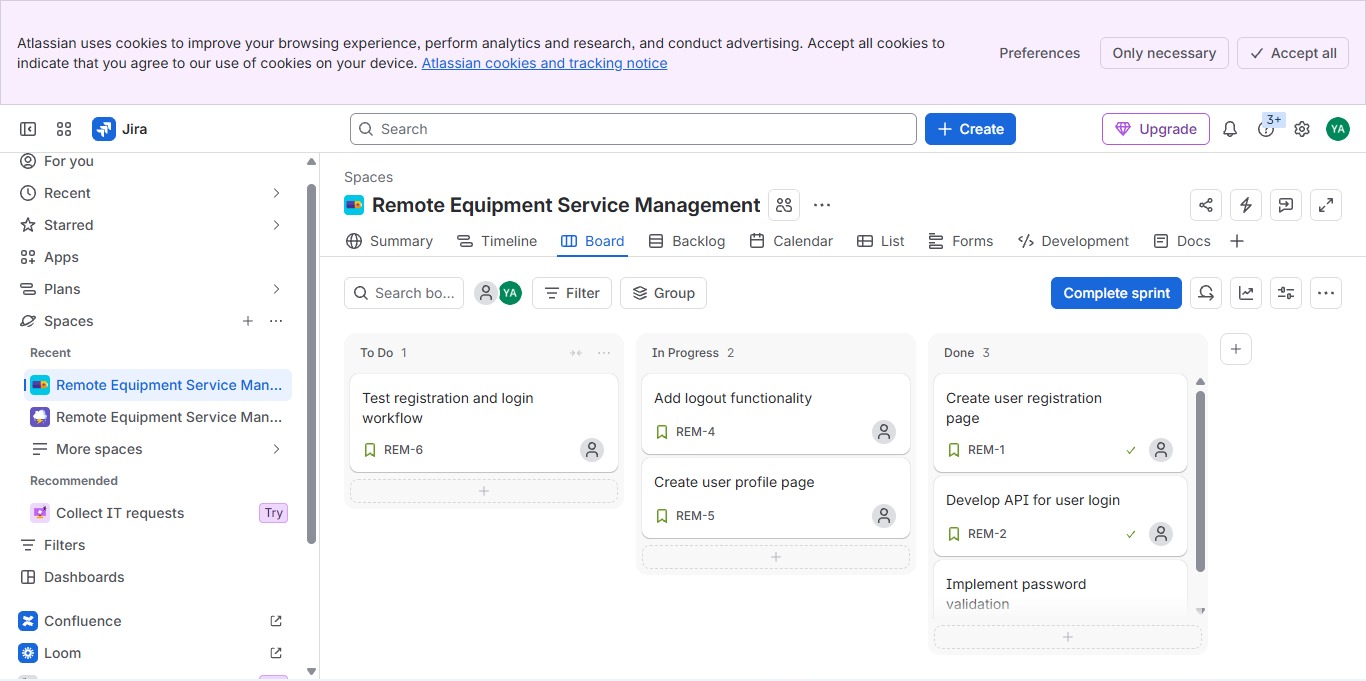 Atlassian uses cookies to improve your browsing experience, perform analytics and research, and conduct advertising. Accept all cookies to
indicate that you agree to our use of cookies on your device. Atlassian cookies and tracking notice
Preferences
Only necessary
Accept all
Jira
Search
Create
Upgrade
3+
YA
For you
Recent
Starred
Apps
Plans
Spaces
Recent
Remote Equipment Service Man...
Remote Equipment Service Man...
More spaces
Recommended
Collect IT requests
Try
Filters
Dashboards
Confluence
Loom
Spaces
Remote Equipment Service Management
Summary
Timeline
Board
Backlog
Calendar
List
Forms
Development
Docs
Search bo...
YA
Filter
Group
Complete sprint
To Do 1
Test registration and login
workflow
REM-6
In Progress 2
Add logout functionality
REM-4
Create user profile page
REM-5
Done 3
Create user registration
page
REM-1
Develop API for user login
REM-2
Implement password
validation